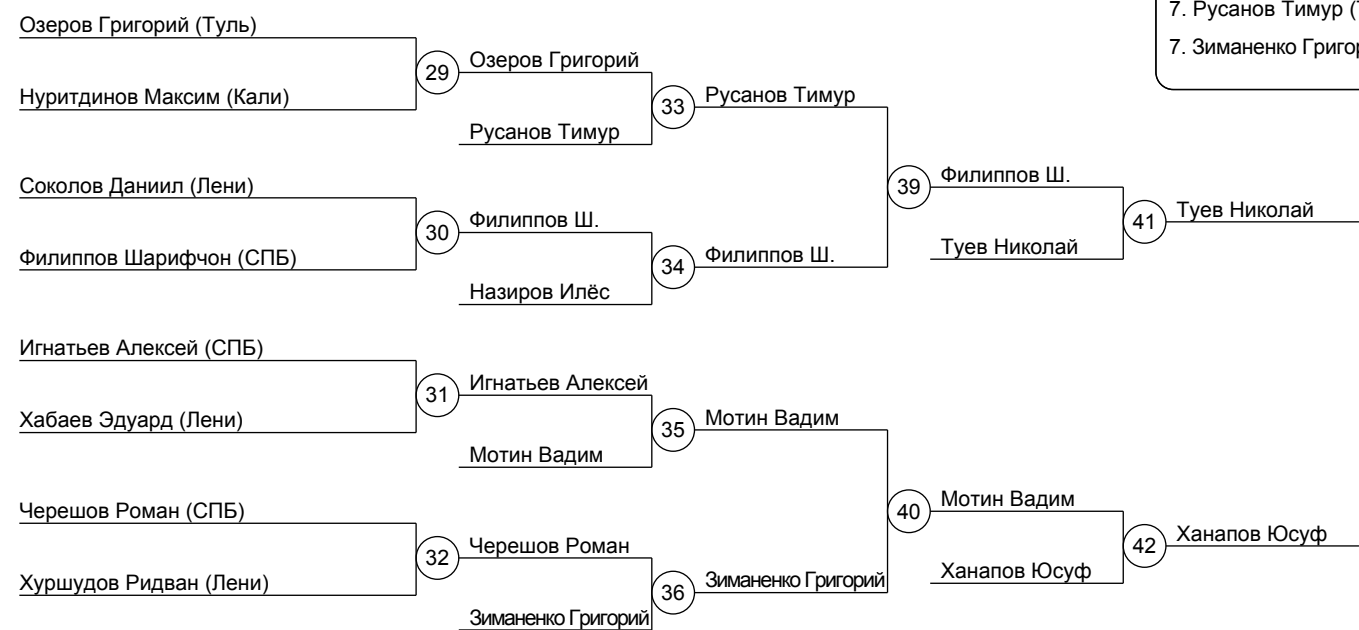 7. Русанов Тимур (
7. Зиманенко Григор
Озеров Григорий (Туль)
29
Озеров Григорий
Нуритдинов Максим (Кали)
33
Русанов Тимур
Русанов Тимур
Соколов Даниил (Лени)
39
Филиппов Ш.
30
Филиппов Ш.
41
Туев Николай
Филиппов Шарифчон (СПБ)
34
Филиппов Ш.
Туев Николай
Назиров Илёс
Игнатьев Алексей (СПБ)
31
Игнатьев Алексей
Хабаев Эдуард (Лени)
35
Мотин Вадим
Мотин Вадим
Черешов Роман (СПБ)
40
Мотин Вадим
32
Черешов Роман
42
Ханапов Юсуф
Хуршудов Ридван (Лени)
36
Зиманенко Григорий
Ханапов Юсуф
Зиманенко Григорий